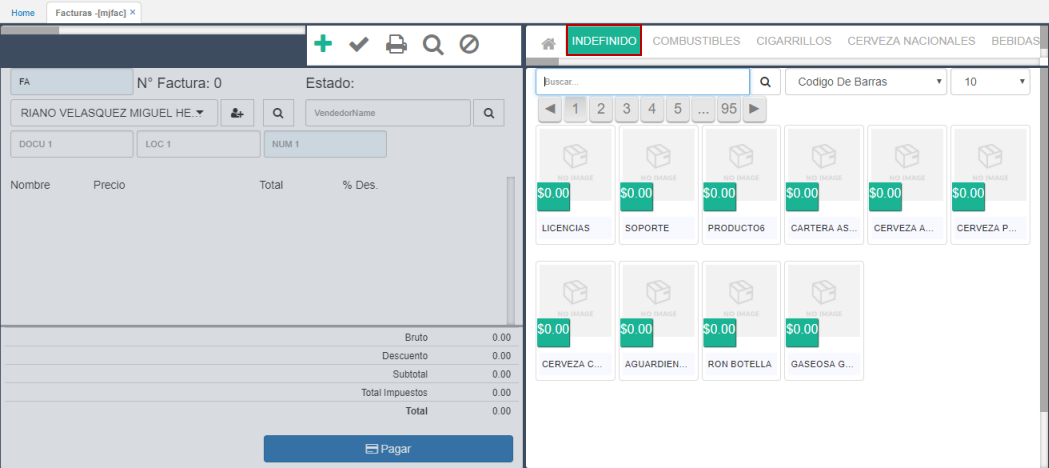 Home Facturas -[mjfac] ×
INDEFINIDO COMBUSTIBLES CIGARRILLOS CERVEZA NACIONALES BEBIDAS
FA N° Factura: 0 Estado:
RIANO VELASQUEZ MIGUEL HE.. VendedorName
DOCU 1 LOC 1 NUM 1
Nombre Precio Total % Des.
Bruto 0.00
Descuento 0.00
Subtotal 0.00
Total Impuestos 0.00
Total 0.00
Pagar
Buscar... Codigo De Barras 10
◄ 1 2 3 4 5 ... 95 ►
NO IMAGE NO IMAGE NO IMAGE NO IMAGE NO IMAGE NO IMAGE
$0.00 $0.00 $0.00 $0.00 $0.00 $0.00
LICENCIAS SOPORTE PRODUCTO6 CARTERA AS... CERVEZA A... CERVEZA P...
NO IMAGE NO IMAGE NO IMAGE NO IMAGE
$0.00 $0.00 $0.00 $0.00
CERVEZA C... AGUARDIEN... RON BOTELLA GASEOSA G...